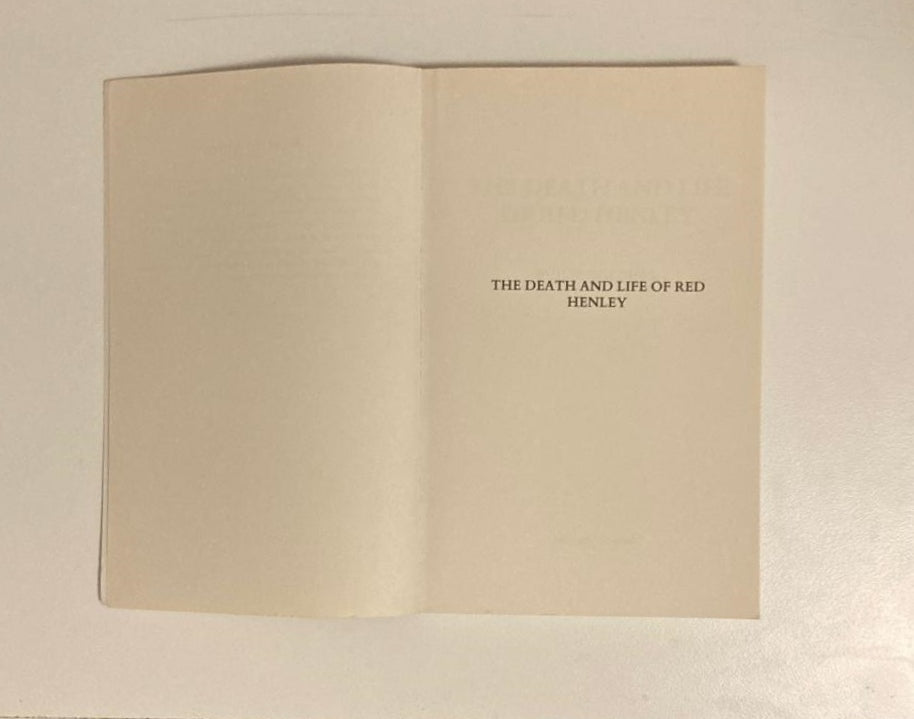 THE DEATH AND LIFE OF RED
HENLEY